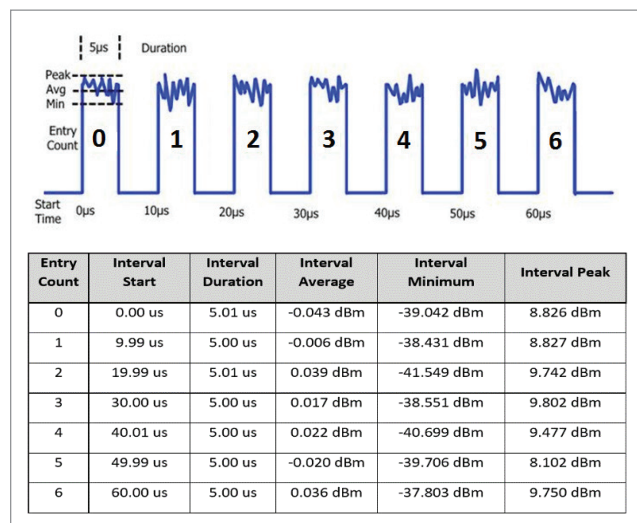 5µs Duration
Peak
Avg
Min
Entry
Count
0 1 2 3 4 5 6
Start
Time
0µs 10µs 20µs 30µs 40µs 50µs 60µs
Entry Count Interval Start Interval Duration Interval Average Interval Minimum Interval Peak
0 0.00 us 5.01 us -0.043 dBm -39.042 dBm 8.826 dBm
1 9.99 us 5.00 us -0.006 dBm -38.431 dBm 8.827 dBm
2 19.99 us 5.01 us 0.039 dBm -41.549 dBm 9.742 dBm
3 30.00 us 5.00 us 0.017 dBm -38.551 dBm 9.802 dBm
4 40.01 us 5.00 us 0.022 dBm -40.699 dBm 9.477 dBm
5 49.99 us 5.00 us -0.020 dBm -39.706 dBm 8.102 dBm
6 60.00 us 5.00 us 0.036 dBm -37.803 dBm 9.750 dBm